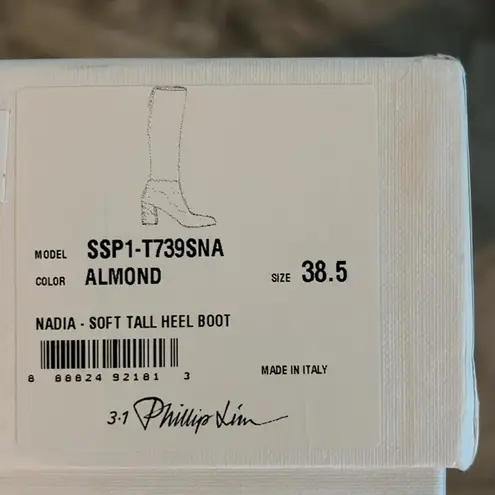 MODEL SSP1-T739SNA
COLOR ALMOND
SIZE 38.5
NADIA - SOFT TALL HEEL BOOT
8 88824 92181 3
MADE IN ITALY
3.1 Phillip Lim